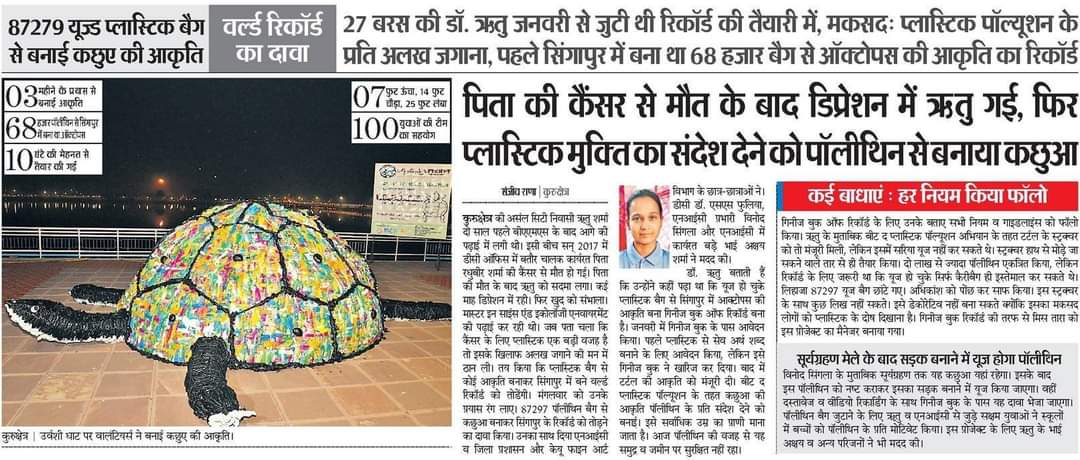 87279 यूज्ड प्लास्टिक बैग
से बनाई कछुए की आकृति
वर्ल्ड रिकॉर्ड
का दावा
27 बरस की डॉ. ऋतु जनवरी से जुटी थी रिकॉर्ड की तैयारी में, मकसदः प्लास्टिक पॉल्यूशन के
प्रति अलख जगाना, पहले सिंगापुर में बना था 68 हजार बैग से ऑक्टोपस की आकृति का रिकॉर्ड
03 महीने के प्रयास से
बनाई आकृति
68 हजार पॉलीथिन से सिंगापुर
में बना था ऑक्टोपस
10 घंटे की मेहनत से
तैयार की गई
07 फुट ऊंचा, 14 फुट
चौड़ा, 25 फुट लंबा
100 युवाओं की टीम
का सहयोग
कुरुक्षेत्र | उर्वशी घाट पर वालंटियर्स ने बनाई कछुए की आकृति।
पिता की कैंसर से मौत के बाद डिप्रेशन में ऋतु गई, फिर
प्लास्टिक मुक्ति का संदेश देने को पॉलीथिन से बनाया कछुआ
संजीव राणा | कुरुक्षेत्र
कुरुक्षेत्र की असंल सिटी निवासी ऋतु शर्मा
दो साल पहले बीएएमएस के बाद आगे की
पढ़ाई में लगी थी। इसी बीच सन् 2017 में
डीसी ऑफिस में बतौर चालक कार्यरत पिता
रघुबीर शर्मा की कैंसर से मौत हो गई। पिता
की मौत के बाद ऋतु को सदमा लगा। कई
माह डिप्रेशन में रही। फिर खुद को संभाला।
मास्टर इन साइंस एंड इकोलॉजी एनवायरमेंट
की पढ़ाई कर रही थी। जब पता चला कि
कैंसर के लिए प्लास्टिक एक बड़ी वजह है
तो इसके खिलाफ अलख जगाने की मन में
ठान ली। तय किया कि प्लास्टिक बैग से
कोई आकृति बनाकर सिंगापुर में बने वर्ल्ड
रिकॉर्ड को तोड़ेंगी। मंगलवार को उनके
प्रयास रंग लाए। 87297 पॉलीथिन बैग से
कछुआ बनाकर सिंगापुर के रिकॉर्ड को तोड़ने
का दावा किया। उनका साथ दिया एनआईसी
व जिला प्रशासन और केयू फाइन आर्ट
विभाग के छात्र-छात्राओं ने।
डीसी डॉ. एसएस फुलिया,
एनआईसी प्रभारी विनोद
सिंगला और एनआईसी में
कार्यरत बड़े भाई अक्षय
शर्मा ने मदद की।
डॉ. ऋतु बताती हैं
कि उन्होंने कहीं पढ़ा था कि यूज हो चुके
प्लास्टिक बैग से सिंगापुर में आक्टोपस की
आकृति बना गिनीज बुक ऑफ रिकॉर्ड बना
है। जनवरी में गिनीज बुक के पास आवेदन
किया। पहले प्लास्टिक से सेव अर्थ शब्द
बनाने के लिए आवेदन किया, लेकिन इसे
गिनीज बुक ने खारिज कर दिया। बाद में
टर्टल की आकृति को मंजूरी दी। बीट द
प्लास्टिक पॉल्यूशन के तहत कछुआ की
आकृति पॉलीथिन के प्रति संदेश देने को
बनाई। इसे सर्वाधिक उम्र का प्राणी माना
जाता है। आज पॉलीथिन की वजह से यह
समुद्र व जमीन पर सुरक्षित नहीं रहा।
कई बाधाएं : हर नियम किया फॉलो
गिनीज बुक ऑफ रिकॉर्ड के लिए उनके बताए सभी नियम व गाइडलाइंस को फॉलो
किया। ऋतु के मुताबिक बीट द प्लास्टिक पॉल्यूशन अभियान के तहत टर्टल के स्ट्रक्चर
को तो मंजूरी मिली, लेकिन इसमें सरिया यूज नहीं कर सकते थे। स्ट्रक्चर हाथ से मोड़े जा
सकने वाले तार से ही तैयार किया। दो लाख से ज्यादा पॉलीथिन एकत्रित किया, लेकिन
रिकॉर्ड के लिए जरूरी था कि यूज हो चुके सिर्फ कैरीबैग ही इस्तेमाल कर सकते थे।
लिहाजा 87297 यूज बैग छांटे गए। अधिकांश को पोंछ कर साफ किया। इस स्ट्रक्चर
के साथ कुछ लिख नहीं सकते। इसे डेकोरेटिव नहीं बना सकते क्योंकि इसका मकसद
लोगों को प्लास्टिक के दोष दिखाना है। गिनीज बुक रिकॉर्ड की तरफ से मिस तारा को
इस प्रोजेक्ट का मैनेजर बनाया गया।
सूर्यग्रहण मेले के बाद सड़क बनाने में यूज होगा पॉलीथिन
विनोद सिंगला के मुताबिक सूर्यग्रहण तक यह कछुआ यहां रहेगा। इसके बाद
इस पॉलीथिन को नष्ट कराकर इसका सड़क बनाने में यूज किया जाएगा। वहीं
दस्तावेज व वीडियो रिकार्डिंग के साथ गिनीज बुक के पास यह दावा भेजा जाएगा।
पॉलीथिन बैग जुटाने के लिए ऋतु व एनआईसी से जुड़े सक्षम युवाओं ने स्कूलों
में बच्चों को पॉलीथिन के प्रति मोटिवेट किया। इस प्रोजेक्ट के लिए ऋतु के भाई
अक्षय व अन्य परिजनों ने भी मदद की।